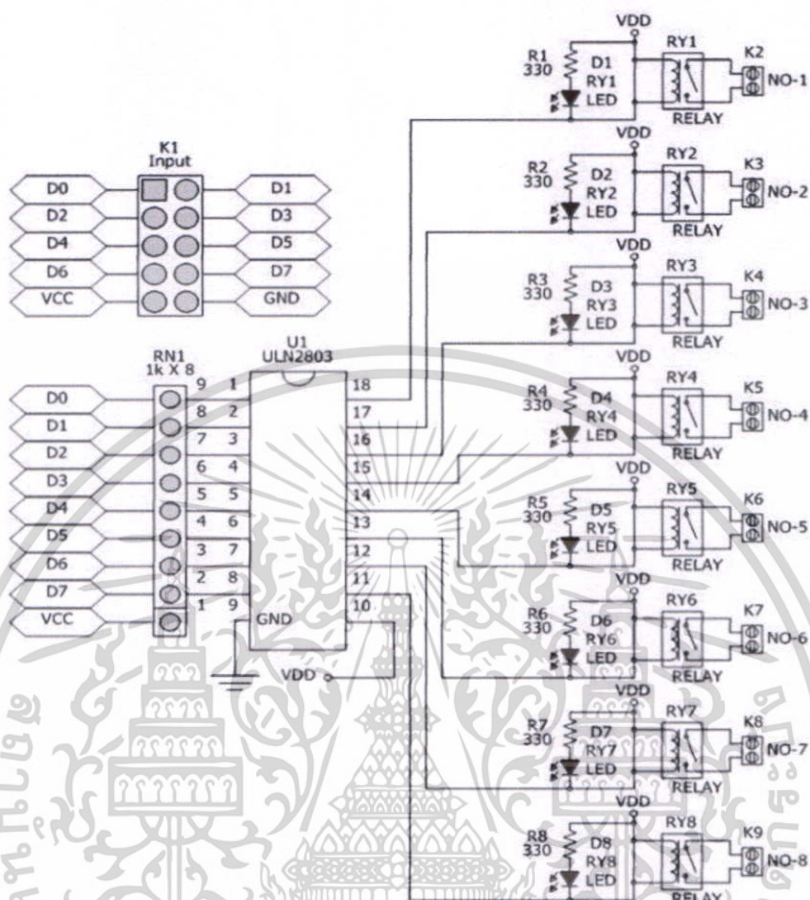 K1
Input
D0
D1
D2
D3
D4
D5
D6
D7
VCC
GND
RN1
1k X 8
D0
D1
D2
D3
D4
D5
D6
D7
VCC
9
8
7
6
5
4
3
2
1
U1
ULN2803
1
2
3
4
5
6
7
8
9
GND
18
17
16
15
14
13
12
11
10
VDD
VDD
R1
330
D1
RY1
LED
RY1
RELAY
K2
NO-1
VDD
R2
330
D2
RY2
LED
RY2
RELAY
K3
NO-2
VDD
R3
330
D3
RY3
LED
RY3
RELAY
K4
NO-3
VDD
R4
330
D4
RY4
LED
RY4
RELAY
K5
NO-4
VDD
R5
330
D5
RY5
LED
RY5
RELAY
K6
NO-5
VDD
R6
330
D6
RY6
LED
RY6
RELAY
K7
NO-6
VDD
R7
330
D7
RY7
LED
RY7
RELAY
K8
NO-7
VDD
R8
330
D8
RY8
LED
RY8
RELAY
K9
NO-8